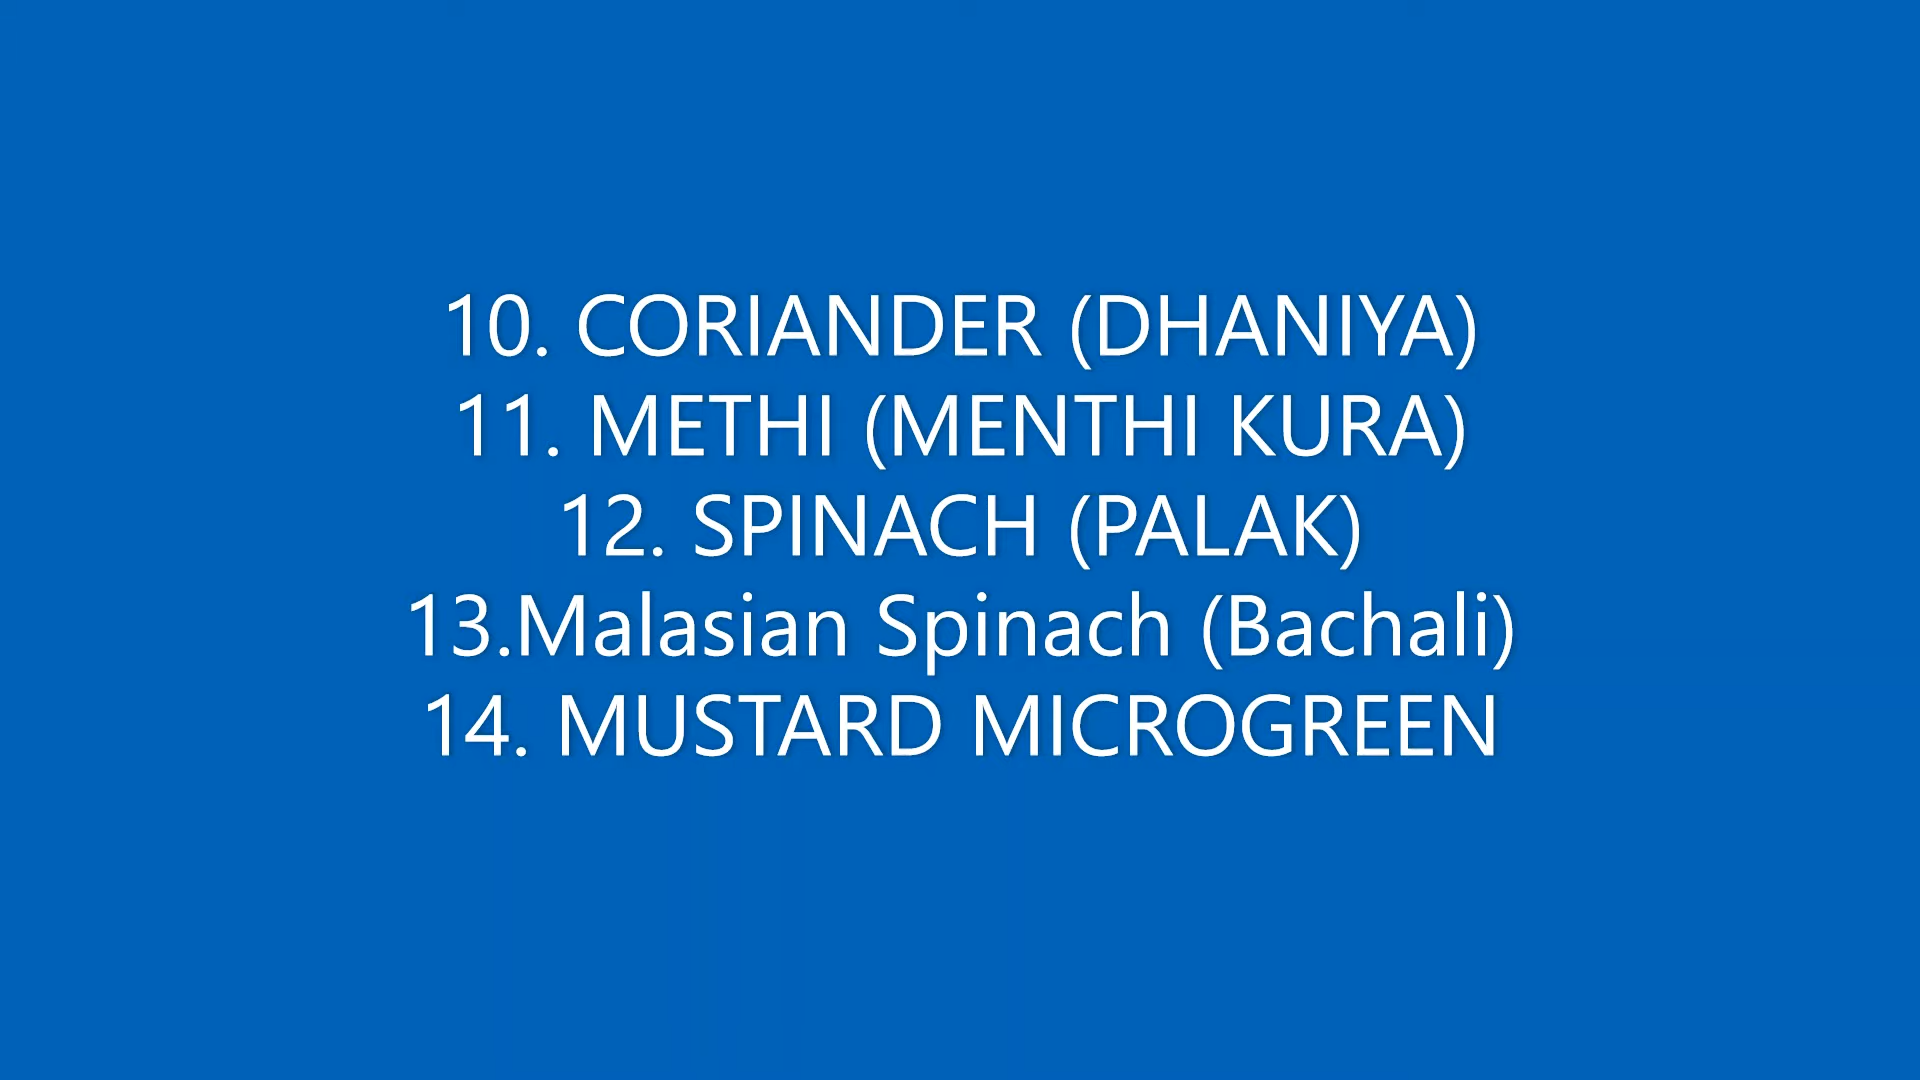 10. CORIANDER (DHANIYA)
11. METHI (MENTHI KURA)
12. SPINACH (PALAK)
13.Malasian Spinach (Bachali)
14. MUSTARD MICROGREEN